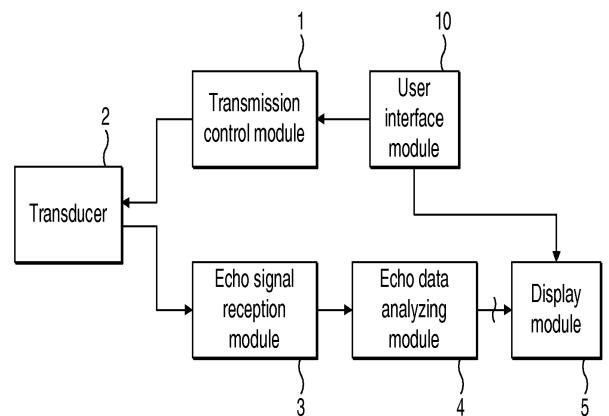 1
10
Transmission
control module
User
interface
module
2
Transducer
Echo signal
reception
module
Echo data
analyzing
module
Display
module
3
4
5